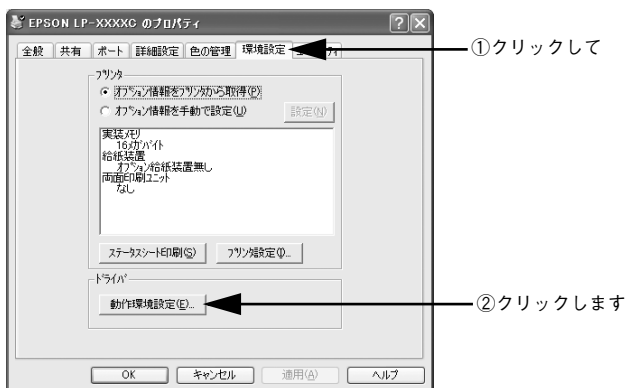 EPSON LP-XXXXC のプロパティ
全般 共有 ポート 詳細設定 色の管理 環境設定
①クリックして
プリンタ
オプション情報をプリンタから取得(P)
オプション情報を手動で設定(U)
設定(N)
実装メモリ
16メガバイト
給紙装置
オプション給紙装置無し
両面印刷ユニット
なし
ステータスシート印刷(S) プリンタ設定(I)...
ドライバ
動作環境設定(E)...
②クリックします
OK キャンセル 適用(A) ヘルプ